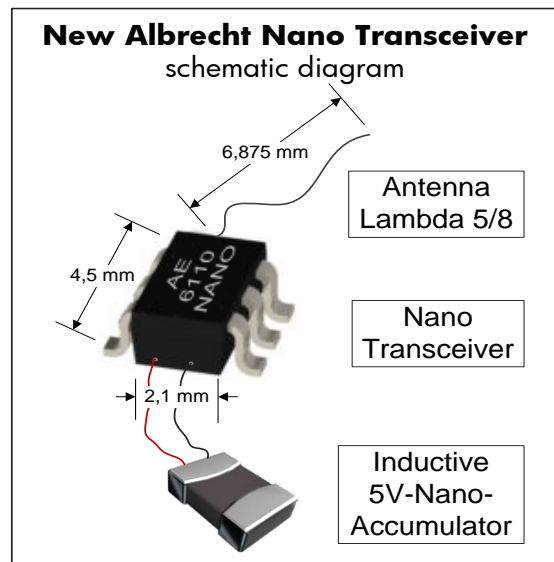 New Albrecht Nano Transceiver
schematic diagram
6,875 mm
Antenna
Lambda 5/8
4,5 mm
AE
6110
NANO
Nano
Transceiver
2,1 mm
Inductive
5V-Nano-
Accumulator